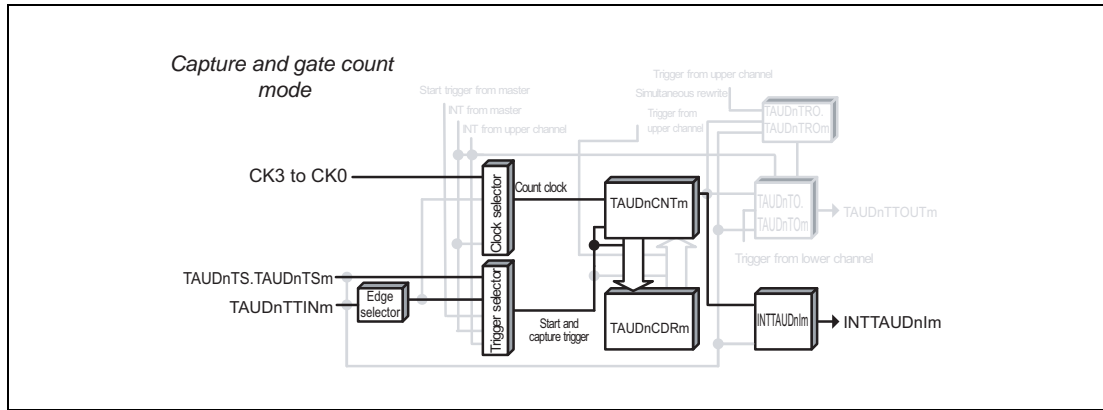 Capture and gate count
mode
Trigger from upper channel
Simultaneous rewrite
Start trigger from master
Trigger from
upper channel
INT from master
INT from upper channel
TAUDnTRO.
TAUDnTROm
CK3 to CK0
Clock selector
Count clock
TAUDnCNTm
TAUDnTO.
TAUDnTOm
TAUDnTTOUTm
Trigger from lower channel
TAUDnTS.TAUDnTSm
TAUDnTTINm
Edge
selector
Trigger selector
Start and
capture trigger
TAUDnCDRm
INTTAUDnIm
INTTAUDnIm